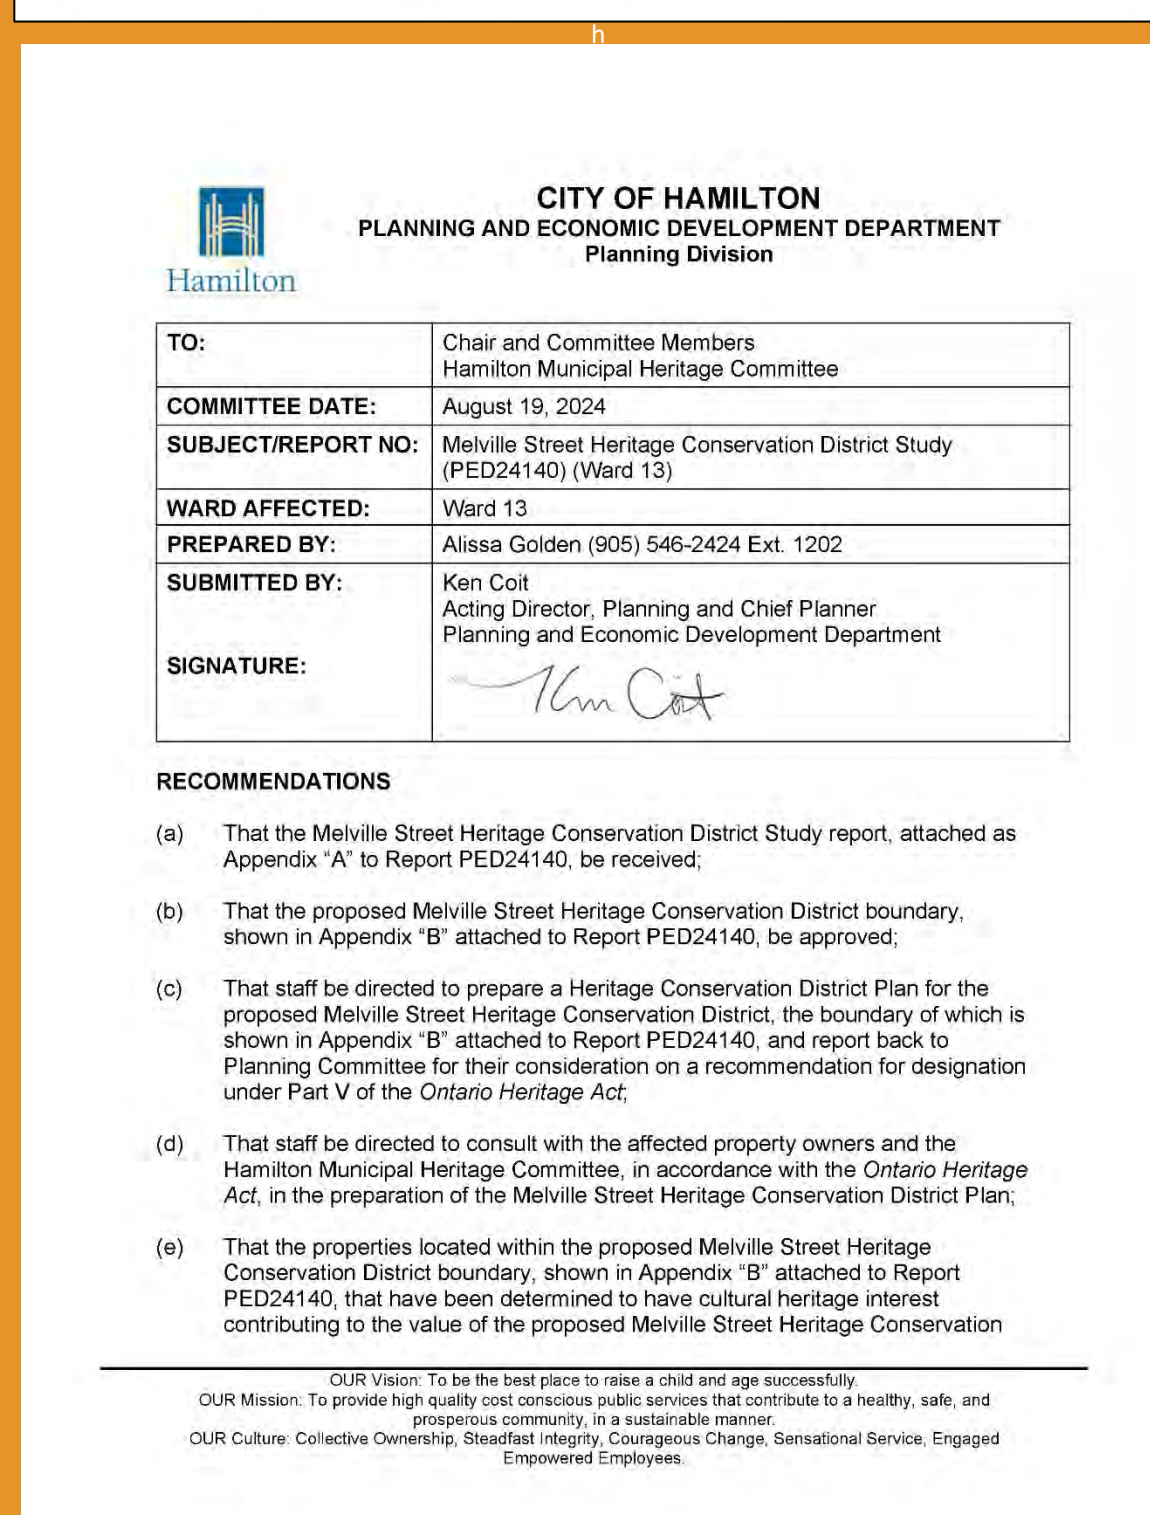 h
Hamilton
CITY OF HAMILTON
PLANNING AND ECONOMIC DEVELOPMENT DEPARTMENT
Planning Division
TO:
Chair and Committee Members
Hamilton Municipal Heritage Committee
COMMITTEE DATE:
August 19, 2024
SUBJECT/REPORT NO:
Melville Street Heritage Conservation District Study
(PED24140) (Ward 13)
WARD AFFECTED:
Ward 13
PREPARED BY:
Alissa Golden (905) 546-2424 Ext. 1202
SUBMITTED BY:
Ken Coit
Acting Director, Planning and Chief Planner
Planning and Economic Development Department
SIGNATURE:
Ken Coit
RECOMMENDATIONS
(a) That the Melville Street Heritage Conservation District Study report, attached as
Appendix “A” to Report PED24140, be received;
(b) That the proposed Melville Street Heritage Conservation District boundary,
shown in Appendix “B” attached to Report PED24140, be approved;
(c) That staff be directed to prepare a Heritage Conservation District Plan for the
proposed Melville Street Heritage Conservation District, the boundary of which is
shown in Appendix “B” attached to Report PED24140, and report back to
Planning Committee for their consideration on a recommendation for designation
under Part V of the Ontario Heritage Act;
(d) That staff be directed to consult with the affected property owners and the
Hamilton Municipal Heritage Committee, in accordance with the Ontario Heritage
Act, in the preparation of the Melville Street Heritage Conservation District Plan;
(e) That the properties located within the proposed Melville Street Heritage
Conservation District boundary, shown in Appendix “B” attached to Report
PED24140, that have been determined to have cultural heritage interest
contributing to the value of the proposed Melville Street Heritage Conservation
OUR Vision: To be the best place to raise a child and age successfully.
OUR Mission: To provide high quality cost conscious public services that contribute to a healthy, safe, and
prosperous community, in a sustainable manner.
OUR Culture: Collective Ownership, Steadfast Integrity, Courageous Change, Sensational Service, Engaged
Empowered Employees.